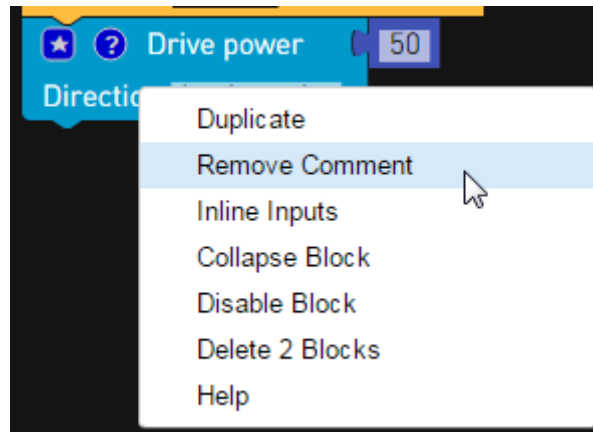 ? Drive power 50
Directio
Duplicate
Remove Comment
Inline Inputs
Collapse Block
Disable Block
Delete 2 Blocks
Help